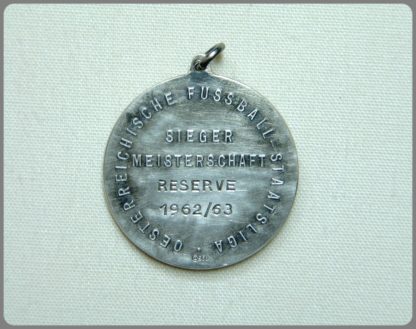 OESTERREICHISCHE FUSSBALL STAATSLIGA
SIEGER
MEISTERSCHAFT
RESERVE
1962/63